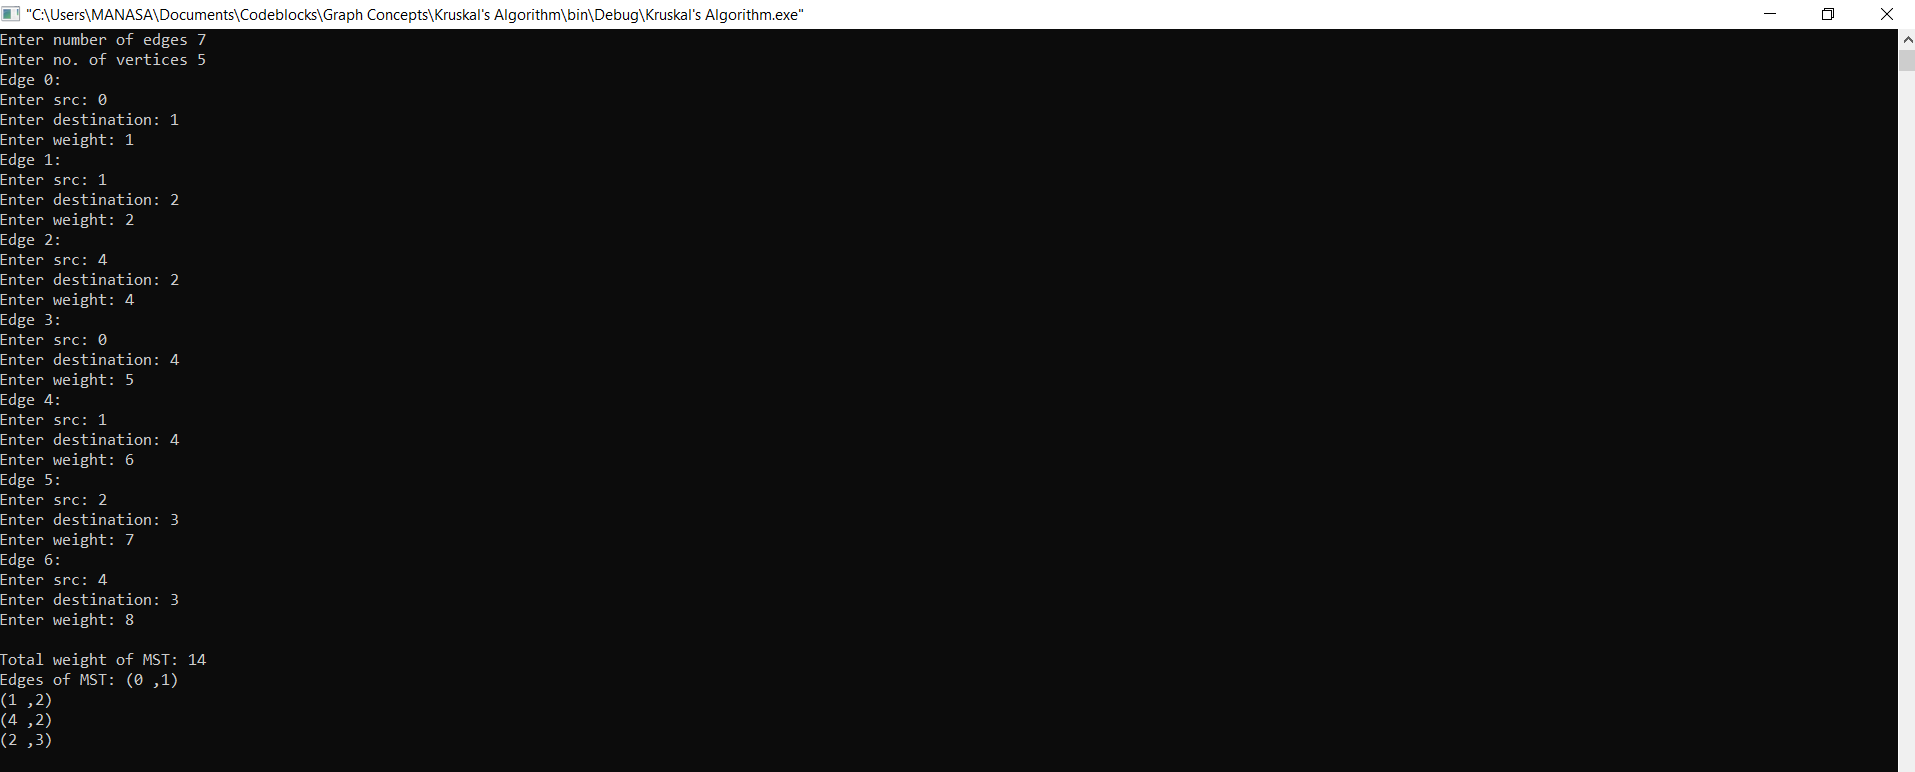 "C:\Users\MANASA\Documents\Codeblocks\Graph Concepts\Kruskal's Algorithm\bin\Debug\Kruskal's Algorithm.exe"
Enter number of edges 7
Enter no. of vertices 5
Edge 0:
Enter src: 0
Enter destination: 1
Enter weight: 1
Edge 1:
Enter src: 1
Enter destination: 2
Enter weight: 2
Edge 2:
Enter src: 4
Enter destination: 2
Enter weight: 4
Edge 3:
Enter src: 0
Enter destination: 4
Enter weight: 5
Edge 4:
Enter src: 1
Enter destination: 4
Enter weight: 6
Edge 5:
Enter src: 2
Enter destination: 3
Enter weight: 7
Edge 6:
Enter src: 4
Enter destination: 3
Enter weight: 8
Total weight of MST: 14
Edges of MST: (0 ,1)
(1 ,2)
(4 ,2)
(2 ,3)